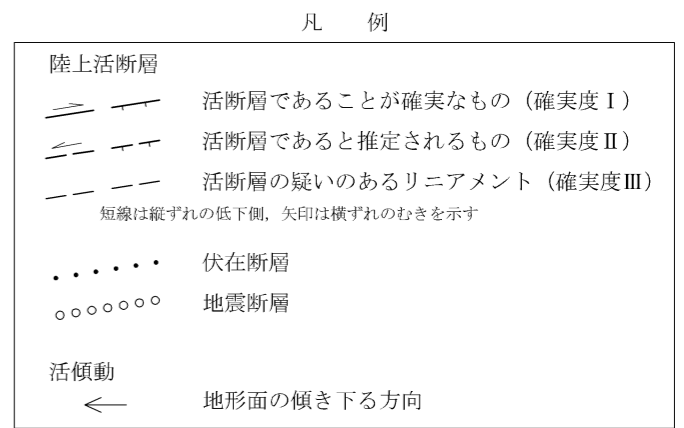 凡　例
陸上活断層
活断層であることが確実なもの（確実度Ⅰ）
活断層であると推定されるもの（確実度Ⅱ）
活断層の疑いのあるリニアメント（確実度Ⅲ）
短線は縦ずれの低下側，矢印は横ずれのむきを示す
伏在断層
地震断層
活傾動
地形面の傾き下る方向